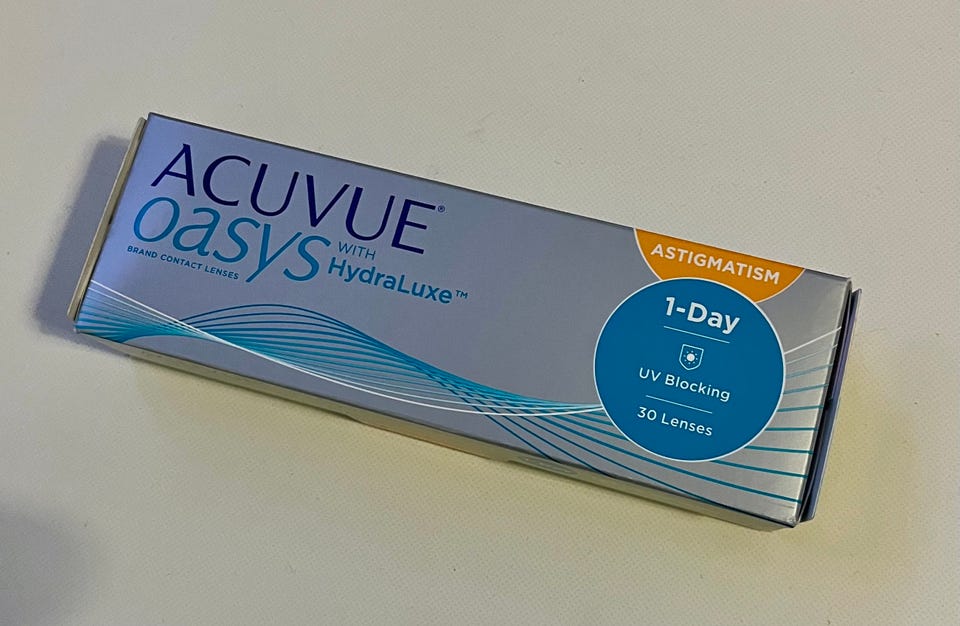 ACUVUE®
oasys WITH
HydraLuxe™
BRAND CONTACT LENSES
ASTIGMATISM
1-Day
UV Blocking
30 Lenses